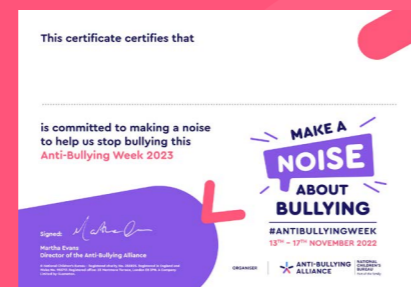 This certificate certifies that
is committed to making a noise
to help us stop bullying this
Anti-Bullying Week 2023
MAKE A
NOISE
ABOUT
BULLYING
#ANTIBULLYINGWEEK
13TH – 17TH NOVEMBER 2022
Signed:
Martha Evans
Director of the Anti-Bullying Alliance
ORGANISER
ANTI-BULLYING
ALLIANCE
NATIONAL
CHILDREN'S
BUREAU